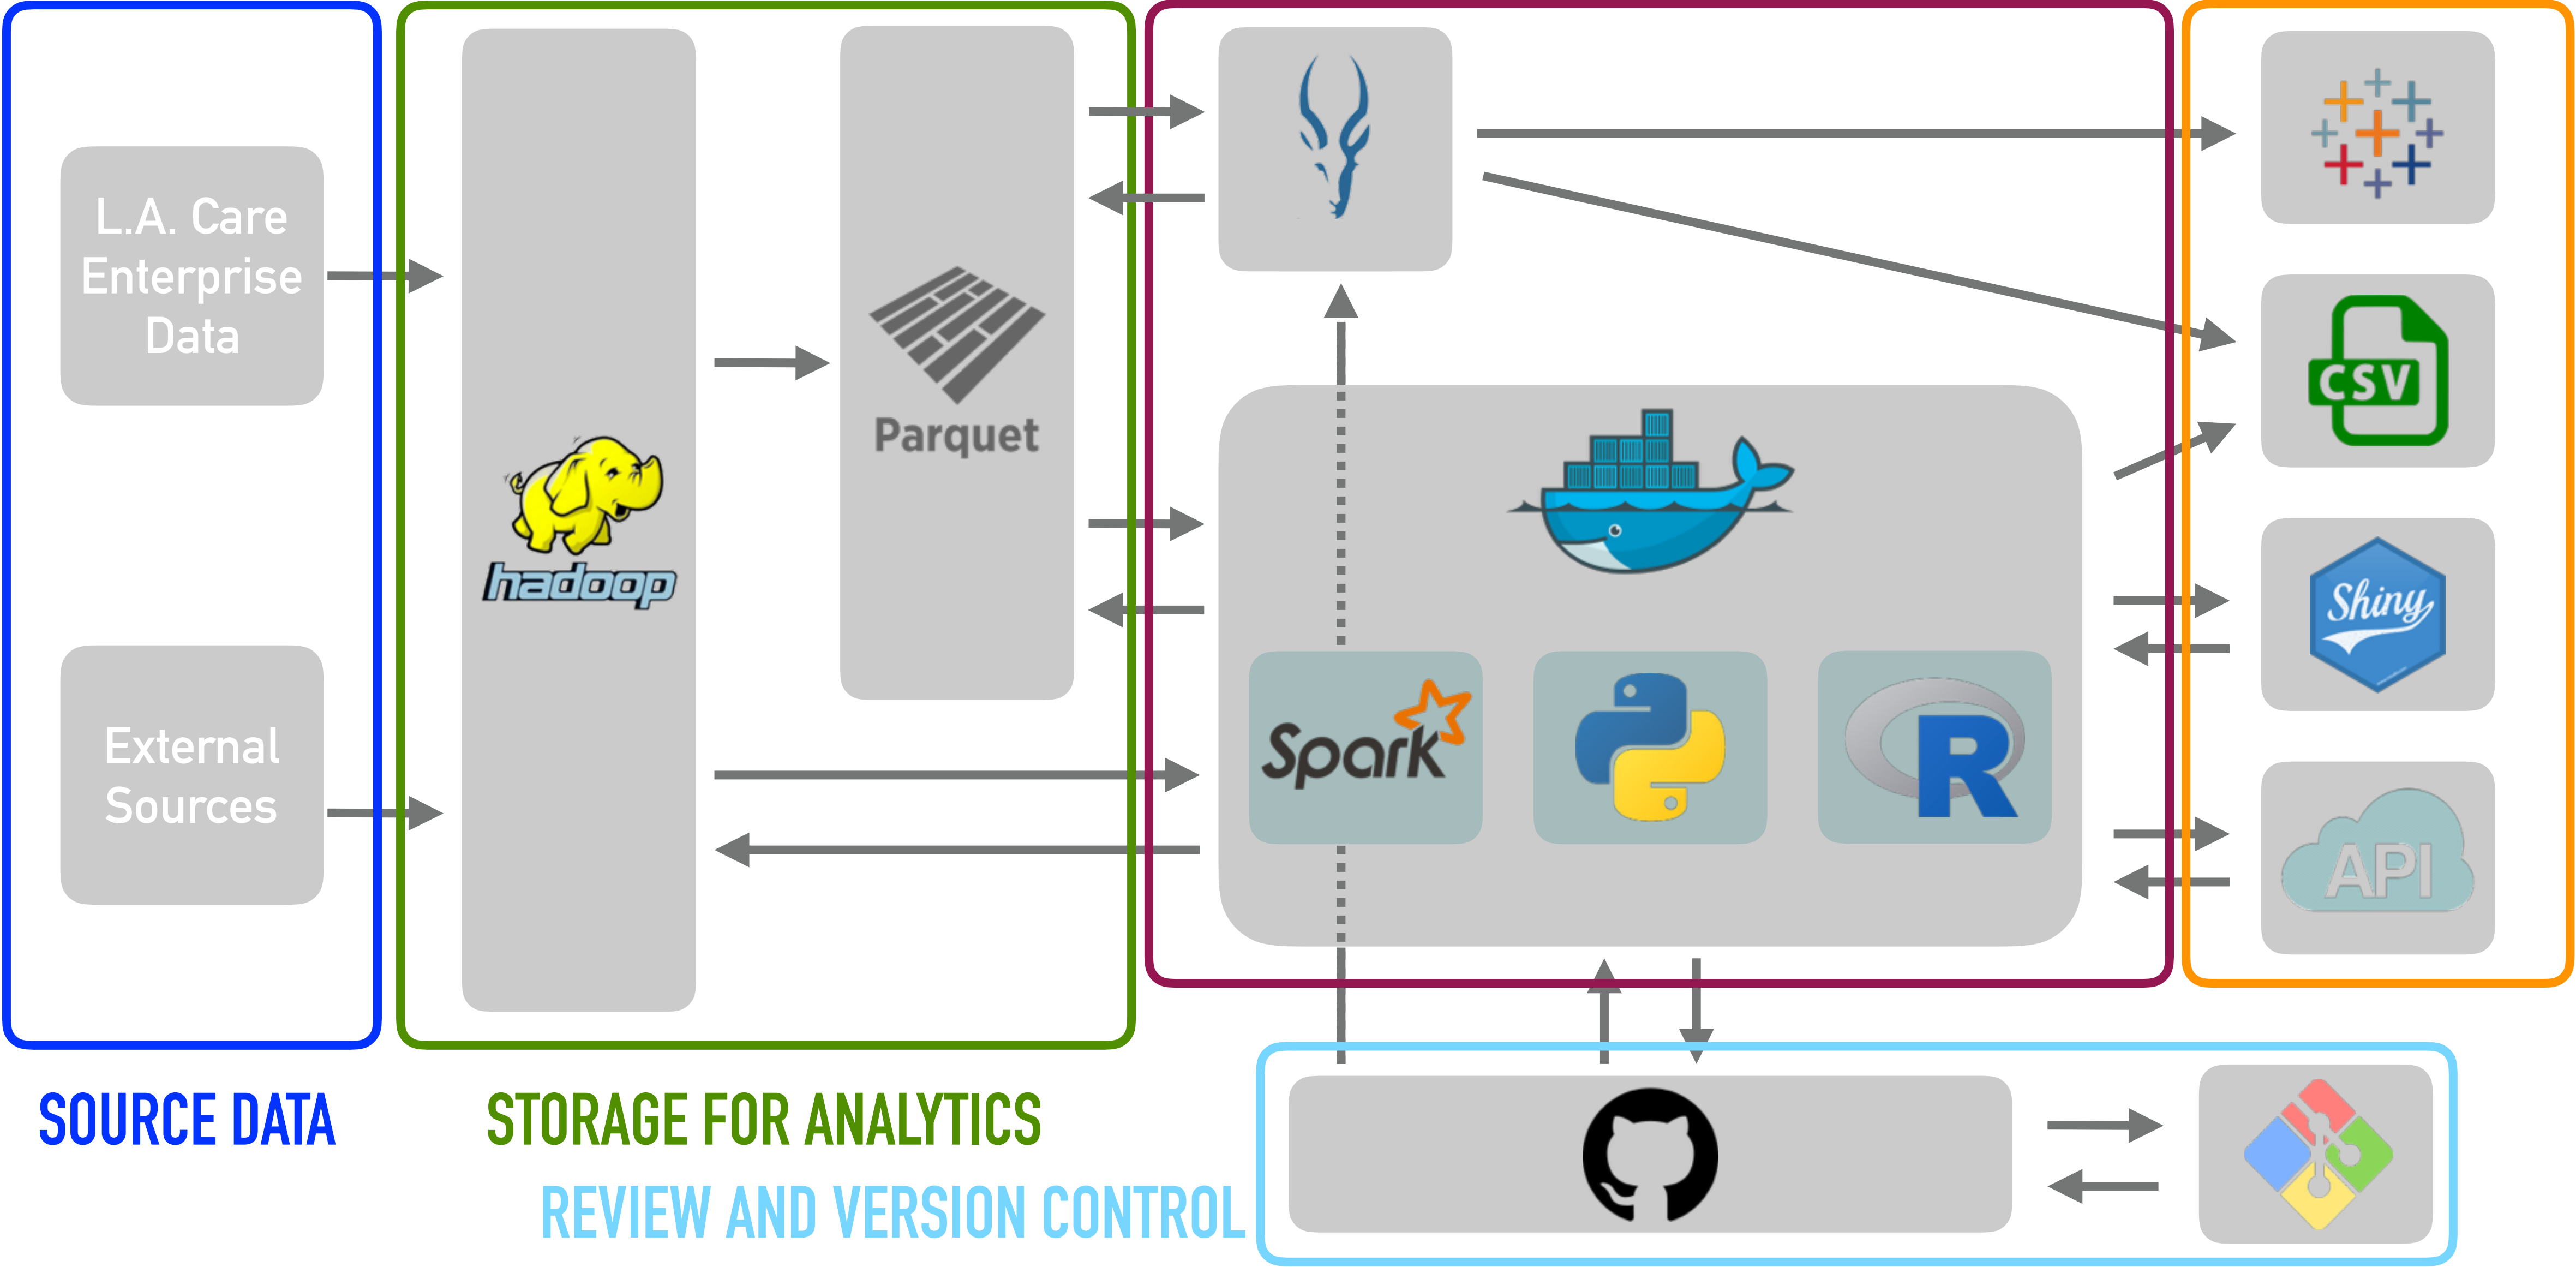 L.A. Care
Enterprise
Data
External
Sources
hadoop
Parquet
CSV
Shiny
Spark
R
API
SOURCE DATA
STORAGE FOR ANALYTICS
REVIEW AND VERSION CONTROL